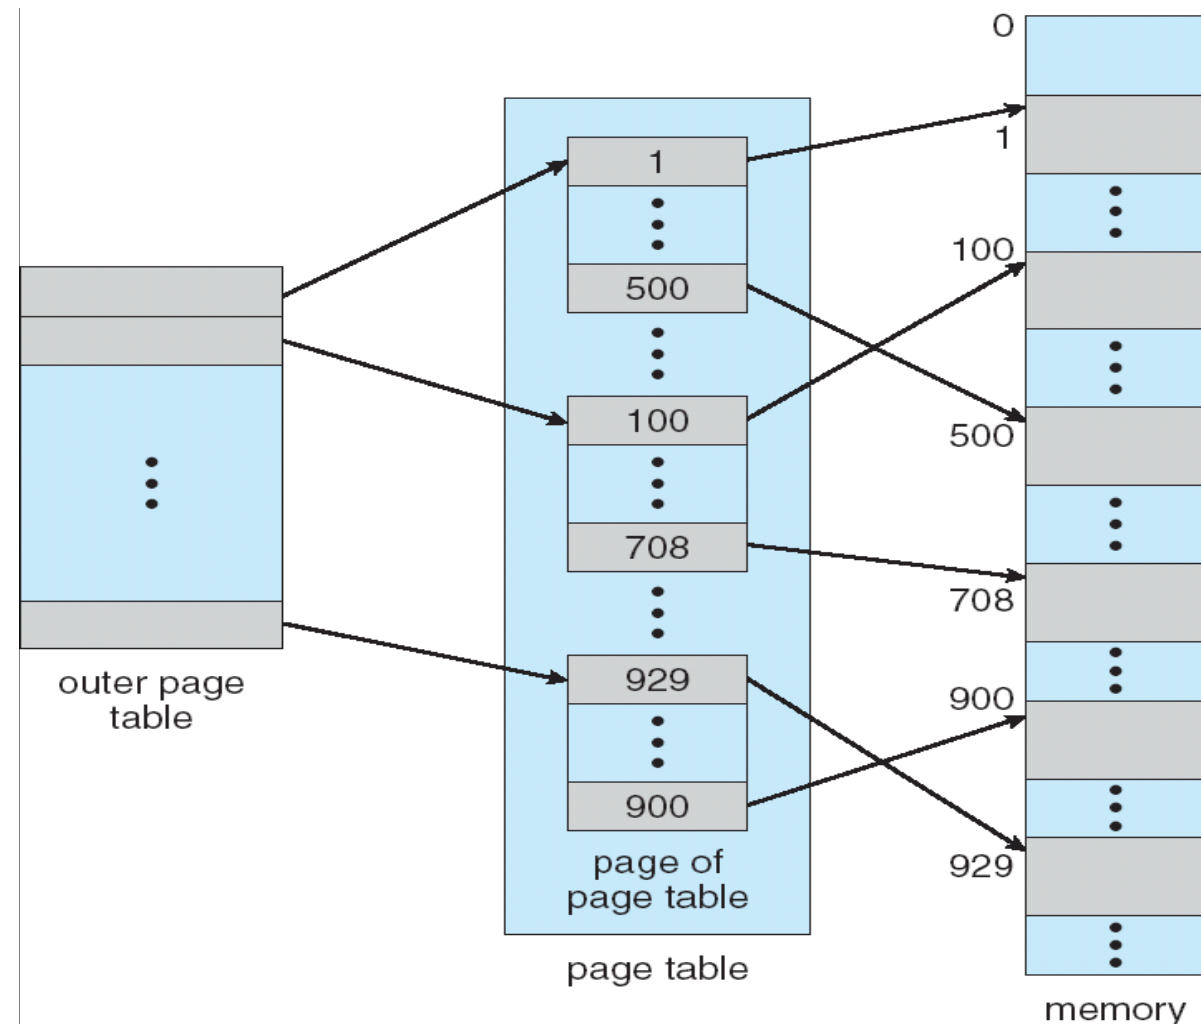 outer page
table
1
500
100
708
929
900
page of
page table
page table
0
1
100
500
708
900
929
memory